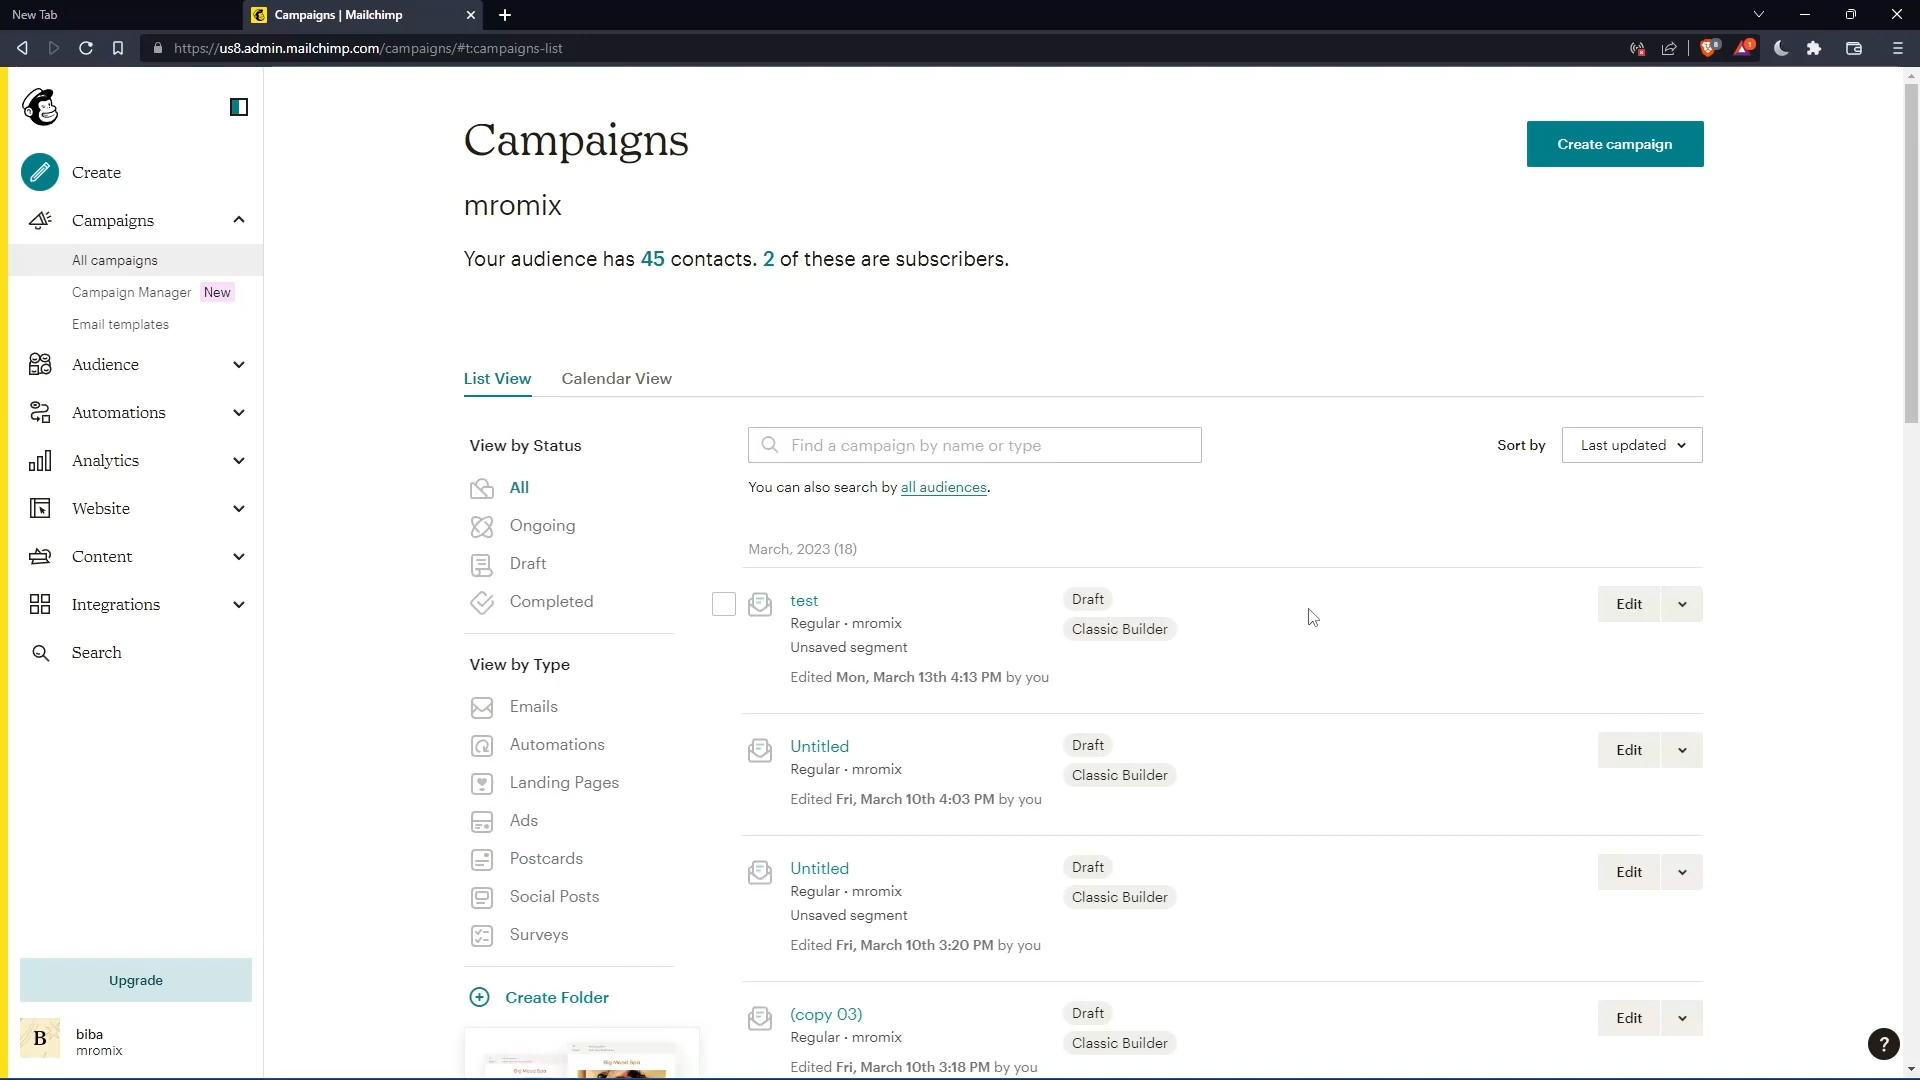 New Tab
Campaigns | Mailchimp
https://us8.admin.mailchimp.com/campaigns/#t:campaigns-list
8
1
Create
Campaigns
All campaigns
Campaign Manager New
Email templates
Audience
Automations
Analytics
Website
Content
Integrations
Search
Upgrade
B
biba
mromix
Campaigns
Create campaign
mromix
Your audience has 45 contacts. 2 of these are subscribers.
List View
Calendar View
View by Status
All
Ongoing
Draft
Completed
View by Type
Emails
Automations
Landing Pages
Ads
Postcards
Social Posts
Surveys
Create Folder
Big Mood Spa
Big Mood Spa
Find a campaign by name or type
Sort by
Last updated
You can also search by all audiences.
March, 2023 (18)
test
Regular · mromix
Unsaved segment
Edited Mon, March 13th 4:13 PM by you
Draft
Classic Builder
Edit
Untitled
Regular · mromix
Edited Fri, March 10th 4:03 PM by you
Draft
Classic Builder
Edit
Untitled
Regular · mromix
Unsaved segment
Edited Fri, March 10th 3:20 PM by you
Draft
Classic Builder
Edit
(copy 03)
Regular · mromix
Edited Fri, March 10th 3:18 PM by you
Draft
Classic Builder
Edit
?